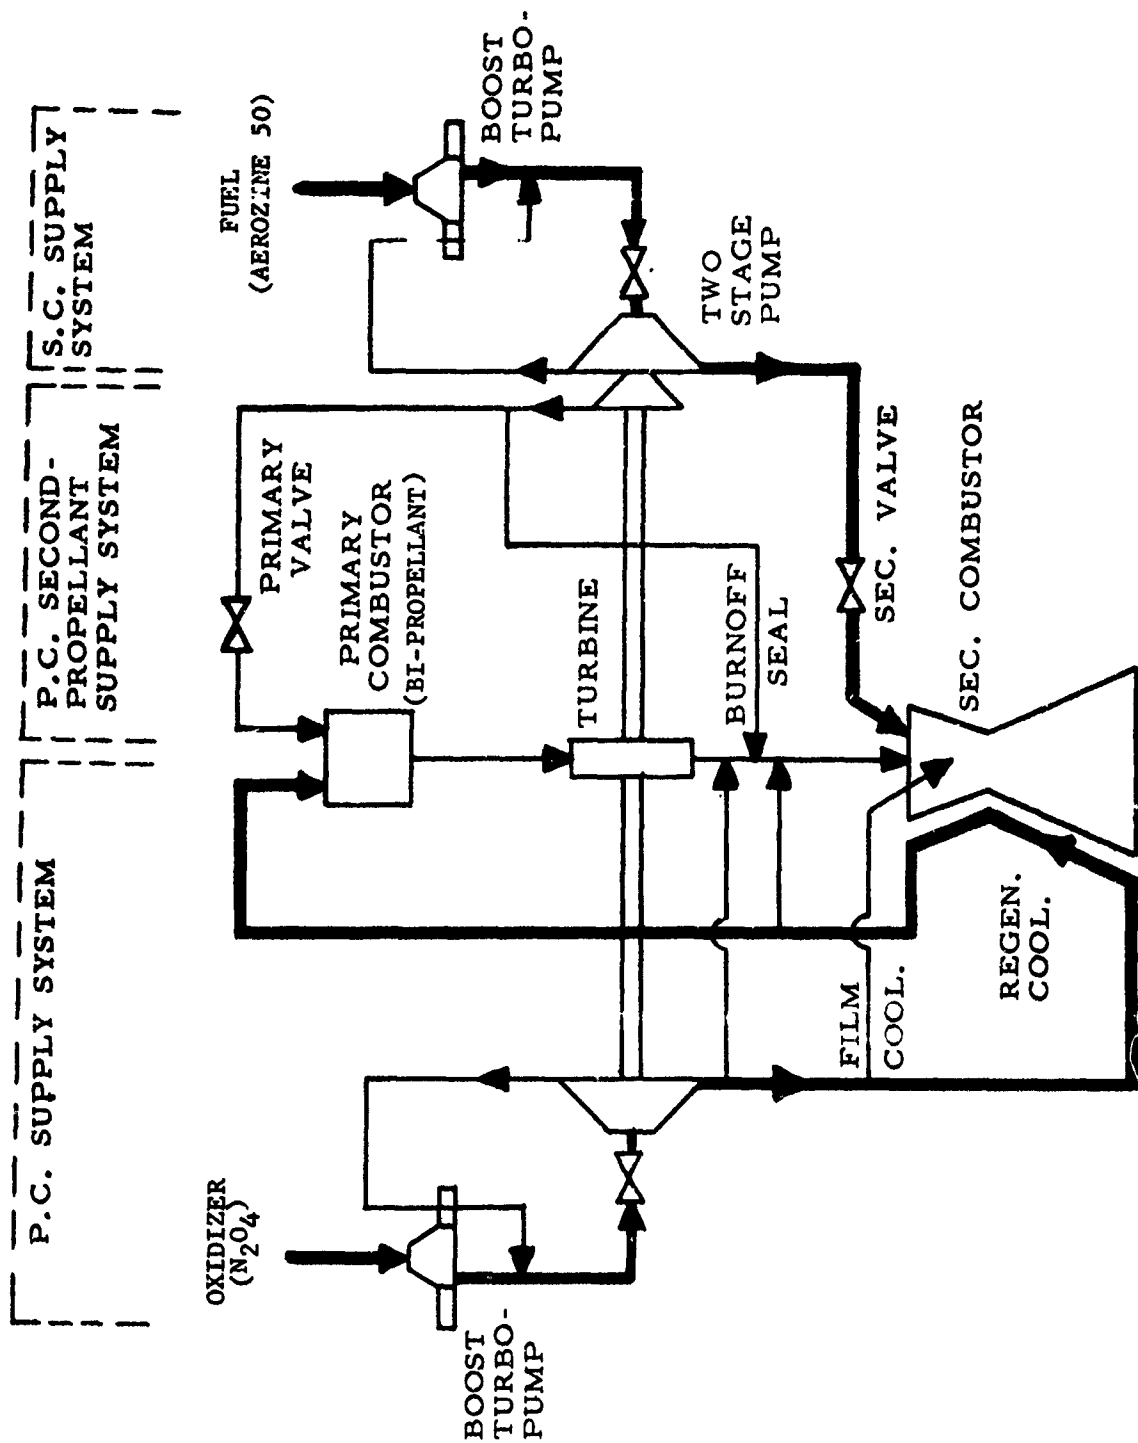 P.C. SUPPLY SYSTEM
P.C. SECOND-
PROPELLANT
SUPPLY SYSTEM
S.C. SUPPLY
SYSTEM
OXIDIZER
(N2O4)
FUEL
(AEROZINE 50)
PRIMARY
VALVE
BOOST
TURBO-
PUMP
PRIMARY
COMBUSTOR
(BI-PROPELLANT)
BOOST
TURBO-
PUMP
TURBINE
TWO
STAGE
PUMP
BURNOFF
SEAL
FILM
COOL.
SEC. VALVE
REGEN.
COOL.
SEC. COMBUSTOR